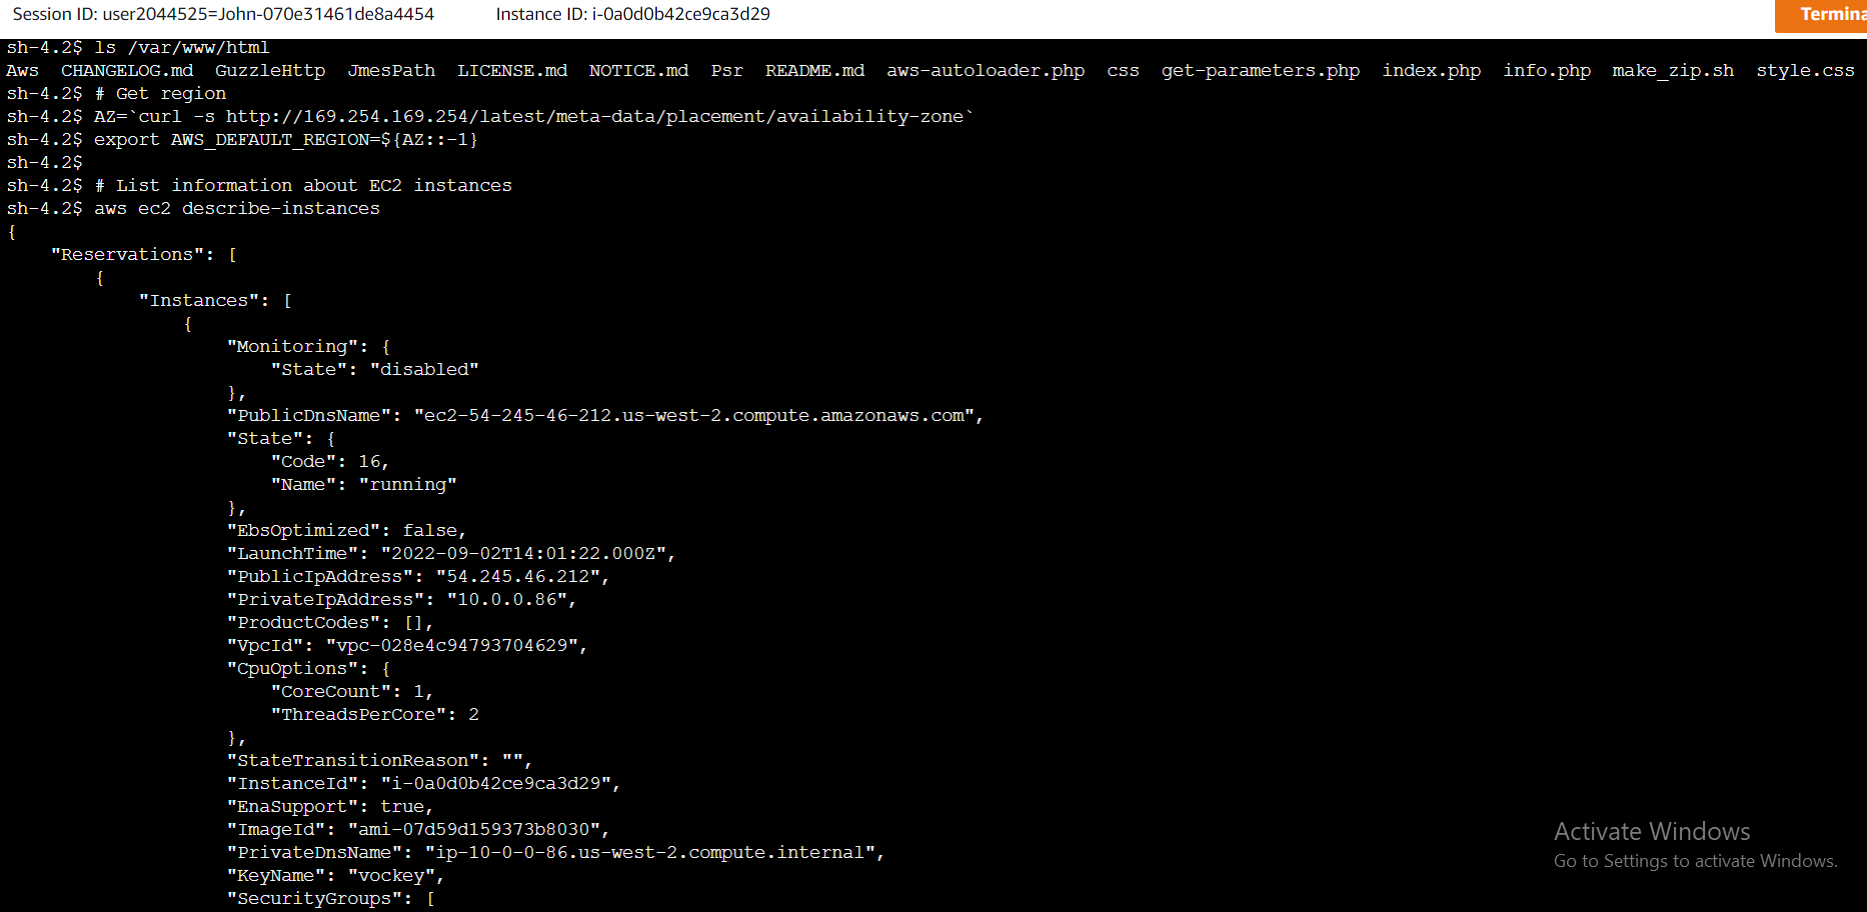 Session ID: user2044525=John-070e31461de8a4454 Instance ID: i-0a0d0b42ce9ca3d29 Termina
sh-4.2$ ls /var/www/html
Aws CHANGELOG.md GuzzleHttp JmesPath LICENSE.md NOTICE.md Psr README.md aws-autoloader.php css get-parameters.php index.php info.php make_zip.sh style.css
sh-4.2$ # Get region
sh-4.2$ AZ=`curl -s http://169.254.169.254/latest/meta-data/placement/availability-zone`
sh-4.2$ export AWS_DEFAULT_REGION=${AZ::-1}
sh-4.2$
sh-4.2$ # List information about EC2 instances
sh-4.2$ aws ec2 describe-instances
{
    "Reservations": [
        {
            "Instances": [
                {
                    "Monitoring": {
                        "State": "disabled"
                    },
                    "PublicDnsName": "ec2-54-245-46-212.us-west-2.compute.amazonaws.com",
                    "State": {
                        "Code": 16,
                        "Name": "running"
                    },
                    "EbsOptimized": false,
                    "LaunchTime": "2022-09-02T14:01:22.000Z",
                    "PublicIpAddress": "54.245.46.212",
                    "PrivateIpAddress": "10.0.0.86",
                    "ProductCodes": [],
                    "VpcId": "vpc-028e4c94793704629",
                    "CpuOptions": {
                        "CoreCount": 1,
                        "ThreadsPerCore": 2
                    },
                    "StateTransitionReason": "",
                    "InstanceId": "i-0a0d0b42ce9ca3d29",
                    "EnaSupport": true,
                    "ImageId": "ami-07d59d159373b8030",
                    "PrivateDnsName": "ip-10-0-0-86.us-west-2.compute.internal",
                    "KeyName": "vockey",
                    "SecurityGroups": [
Activate Windows
Go to Settings to activate Windows.